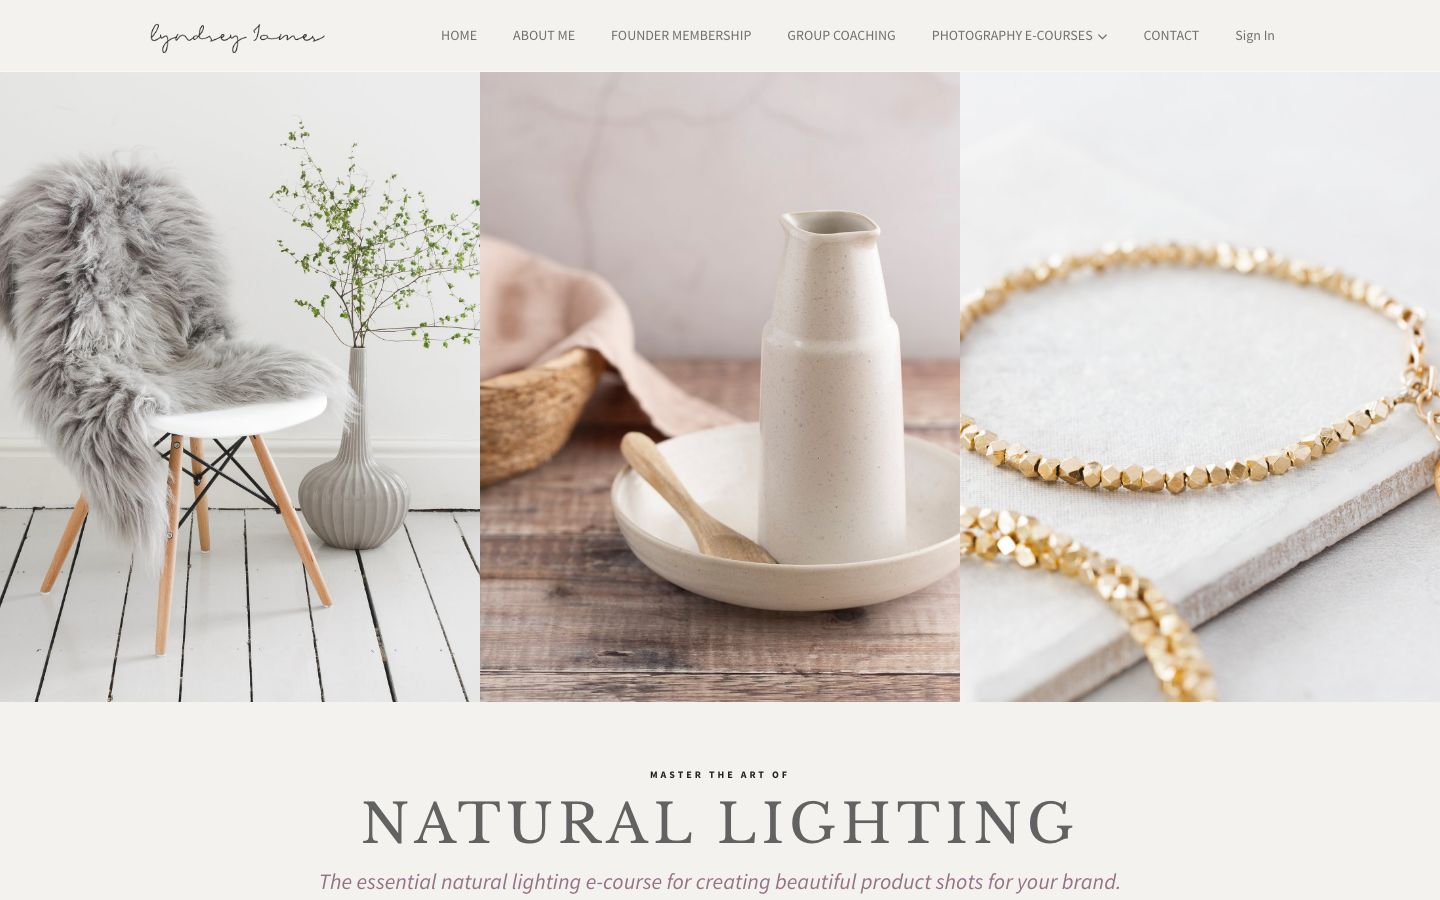 lyndsey James
HOME ABOUT ME FOUNDER MEMBERSHIP GROUP COACHING PHOTOGRAPHY E-COURSES CONTACT Sign In
MASTER THE ART OF
NATURAL LIGHTING
The essential natural lighting e-course for creating beautiful product shots for your brand.